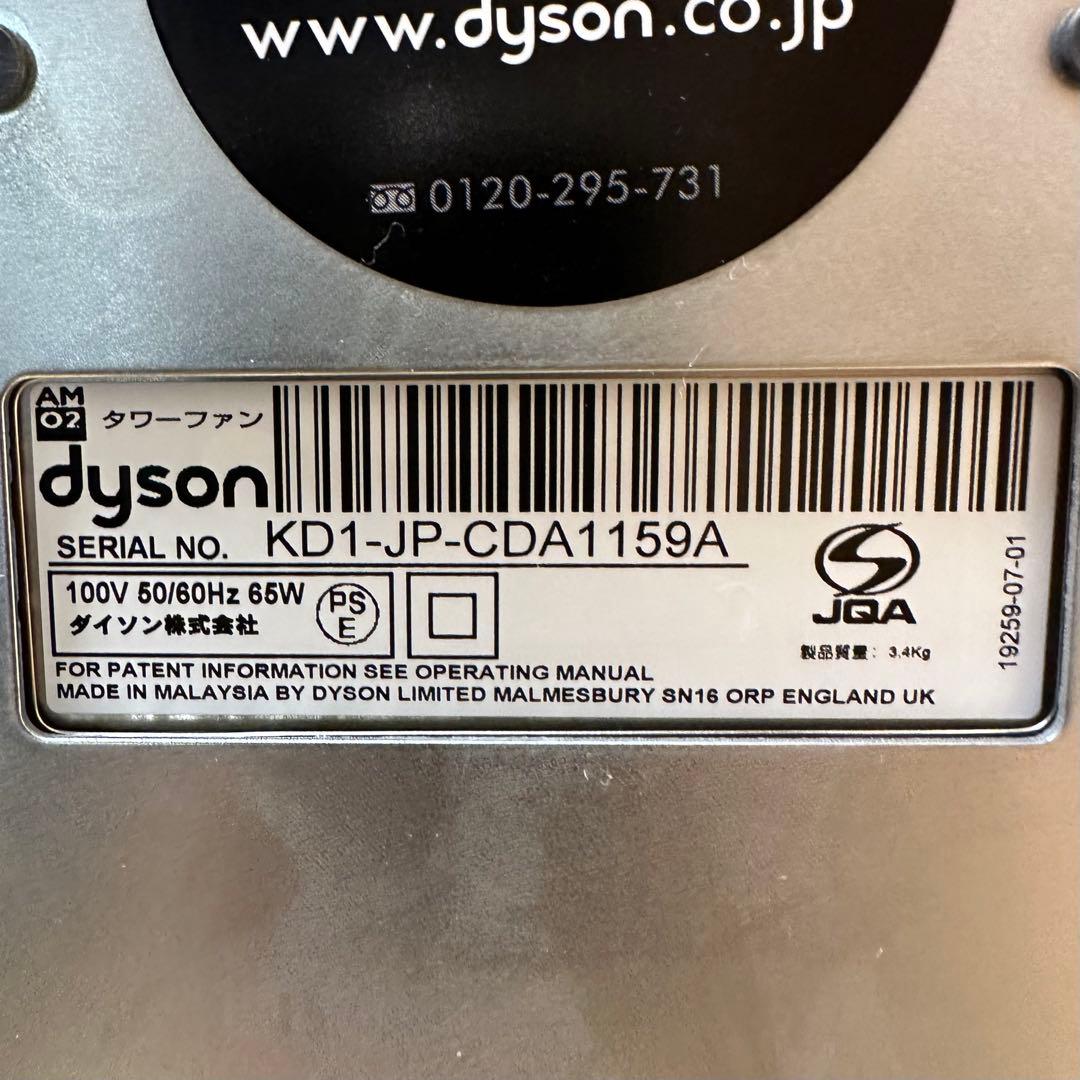 www.dyson.co.jp
0120-295-731
AM
02
タワーファン
dyson
SERIAL NO. KD1-JP-CDA1159A
100V 50/60Hz 65W
ダイソン株式会社
PS
E
JQA
製品質量: 3.4Kg
19259-07-01
FOR PATENT INFORMATION SEE OPERATING MANUAL
MADE IN MALAYSIA BY DYSON LIMITED MALMESBURY SN16 ORP ENGLAND UK